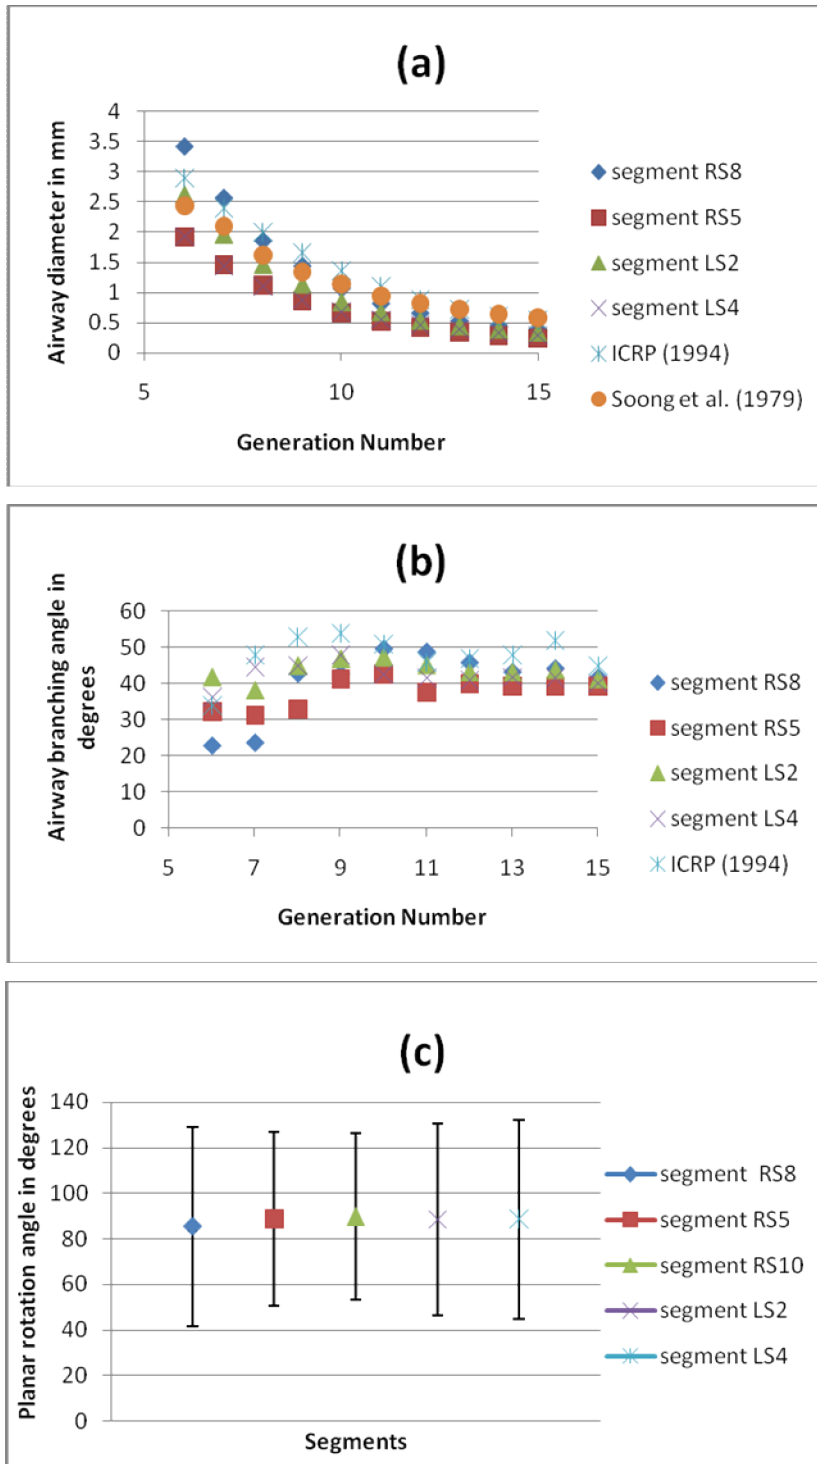 (a)
Airway diameter in mm
4
3.5
3
2.5
2
1.5
1
0.5
0
5 10 15
Generation Number
segment RS8
segment RS5
segment LS2
segment LS4
ICRP (1994)
Soong et al. (1979)
(b)
Airway branching angle in
degrees
60
50
40
30
20
10
0
5 7 9 11 13 15
Generation Number
segment RS8
segment RS5
segment LS2
segment LS4
ICRP (1994)
(c)
Planar rotation angle in degrees
140
120
100
80
60
40
20
0
Segments
segment RS8
segment RS5
segment RS10
segment LS2
segment LS4